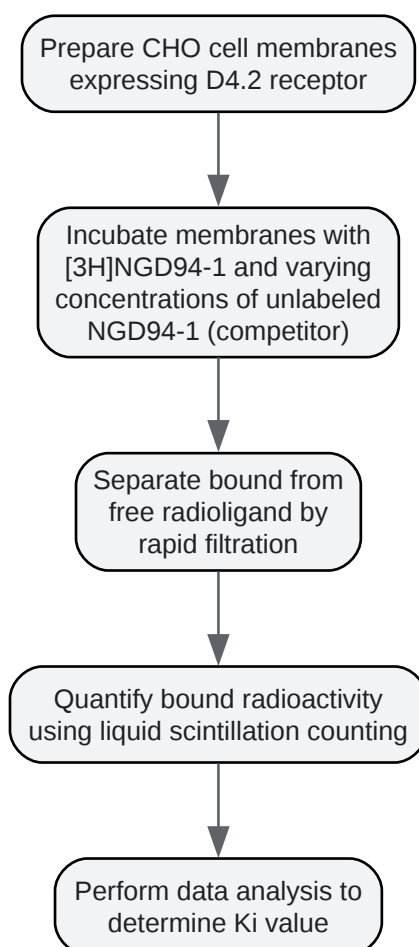 Prepare CHO cell membranes
expressing D4.2 receptor
Incubate membranes with
[3H]NGD94-1 and varying
concentrations of unlabeled
NGD94-1 (competitor)
Separate bound from
free radioligand by
rapid filtration
Quantify bound radioactivity
using liquid scintillation counting
Perform data analysis to
determine Ki value